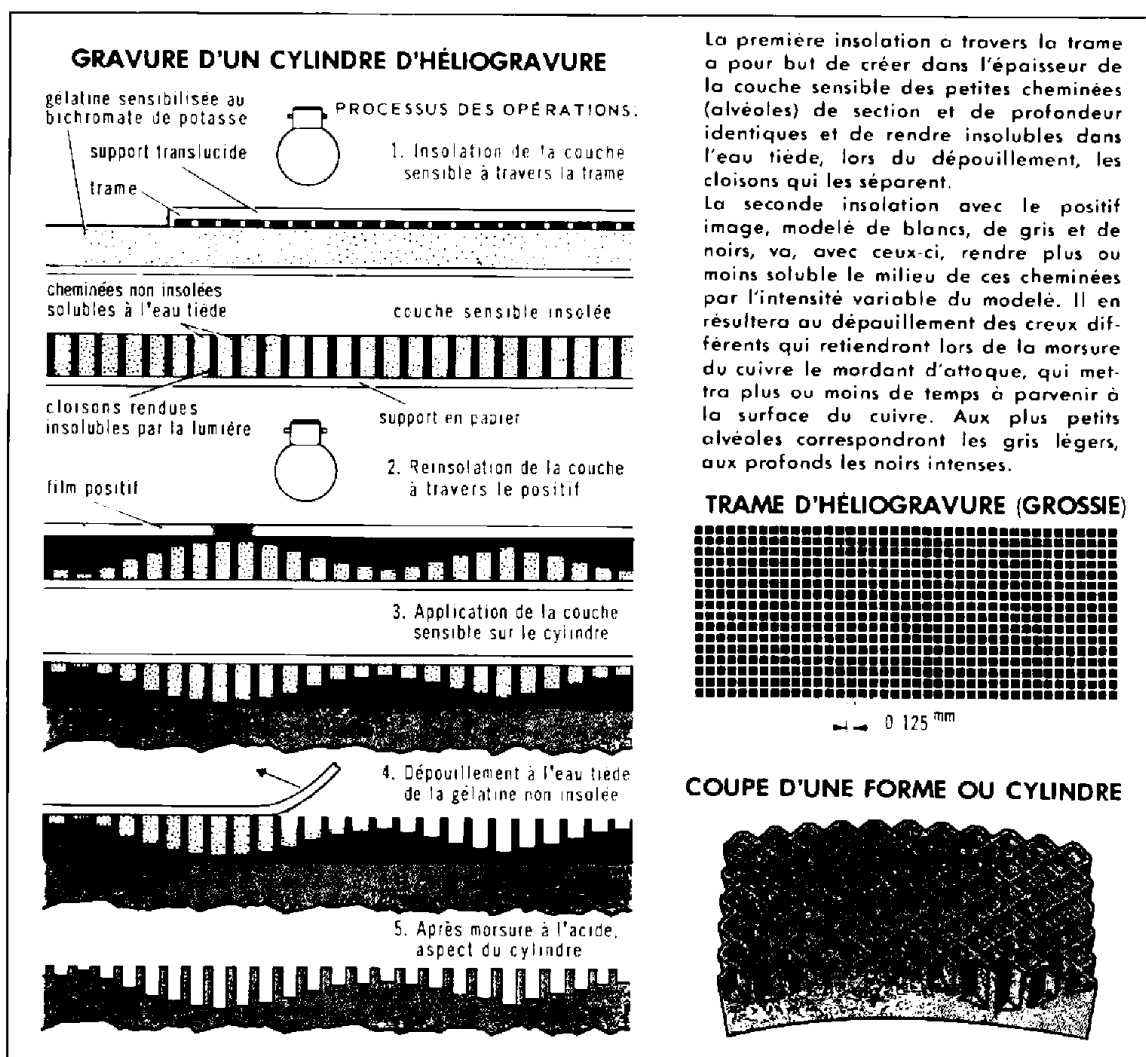 GRAVURE D'UN CYLINDRE D'HÉLIOGRAVURE
gélatine sensibilisée au
bichromate de potasse
PROCESSUS DES OPÉRATIONS:
support translucide
trame
1. Insolation de la couche
sensible à travers la trame
cheminées non insolées
solubles à l'eau tiède
couche sensible insolée
cloisons rendues
insolubles par la lumière
support en papier
2. Réinsolation de la couche
à travers le positif
film positif
3. Application de la couche
sensible sur le cylindre
4. Dépouillement à l'eau tiède
de la gélatine non insolée
5. Après morsure à l'acide,
aspect du cylindre
La première insolation à travers la trame
a pour but de créer dans l'épaisseur de
la couche sensible des petites cheminées
(alvéoles) de section et de profondeur
identiques et de rendre insolubles dans
l'eau tiède, lors du dépouillement, les
cloisons qui les séparent.
La seconde insolation avec le positif
image, modelé de blancs, de gris et de
noirs, va, avec ceux-ci, rendre plus ou
moins soluble le milieu de ces cheminées
par l'intensité variable du modelé. Il en
résultera au dépouillement des creux dif-
férents qui retiendront lors de la morsure
du cuivre le mordant d'attaque, qui met-
tra plus ou moins de temps à parvenir à
la surface du cuivre. Aux plus petits
alvéoles correspondront les gris légers,
aux profonds les noirs intenses.
TRAME D'HÉLIOGRAVURE (GROSSIE)
0 125 mm
COUPE D'UNE FORME OU CYLINDRE